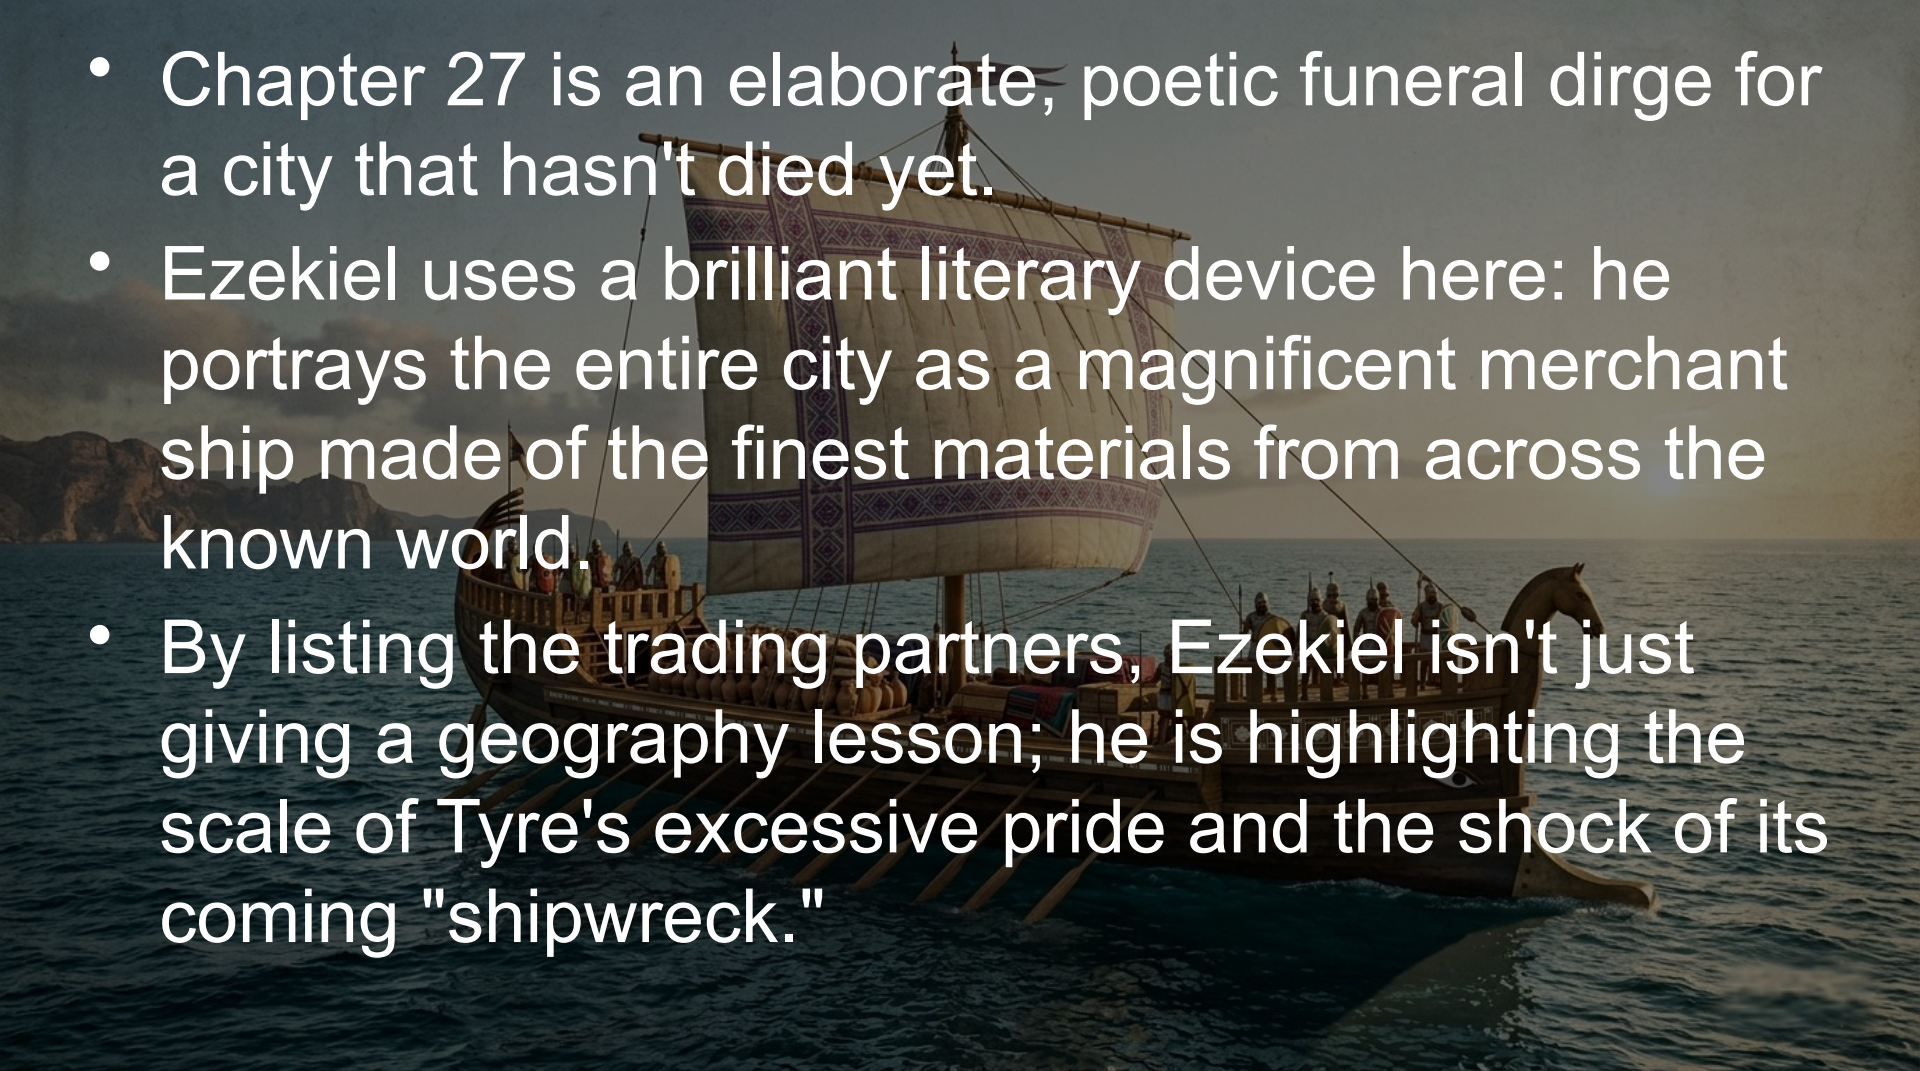 • Chapter 27 is an elaborate, poetic funeral dirge for
a city that hasn't died yet.
• Ezekiel uses a brilliant literary device here: he
portrays the entire city as a magnificent merchant
ship made of the finest materials from across the
known world.
• By listing the trading partners, Ezekiel isn't just
giving a geography lesson; he is highlighting the
scale of Tyre's excessive pride and the shock of its
coming "shipwreck."